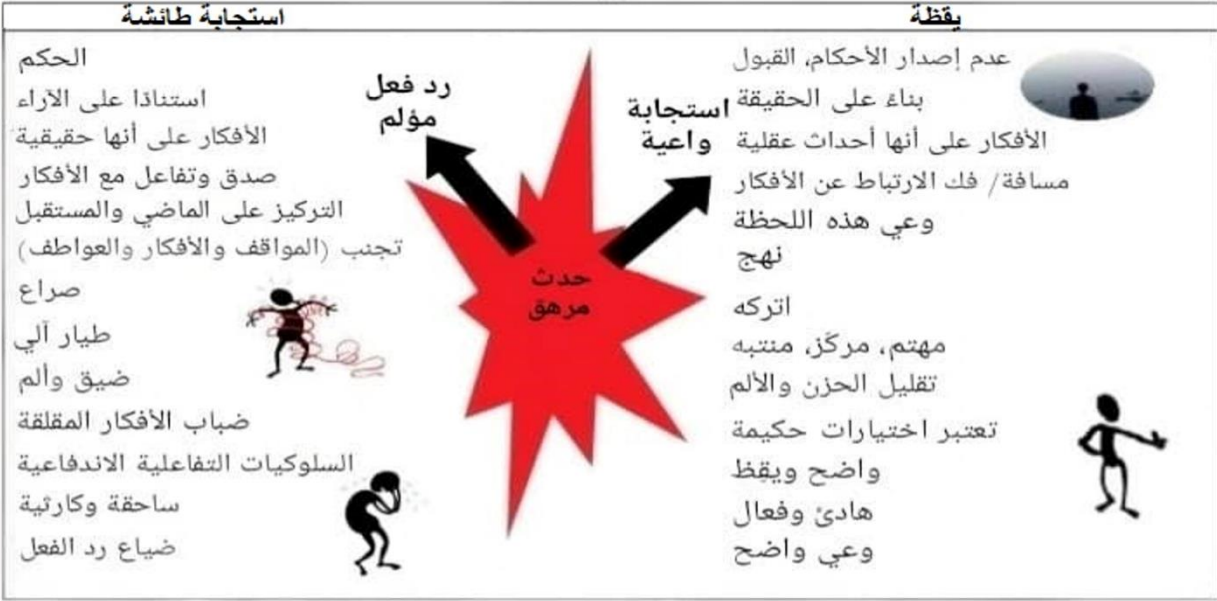 يقظة
استجابة طائشة
عدم إصدار الأحكام، القبول
بناءً على الحقيقة
الأفكار على أنها أحداث عقلية
مسافة/ فك الارتباط عن الأفكار
وعي هذه اللحظة
نهج
اتركه
مهتم، مركّز، منتبه
تقليل الحزن والألم
تعتبر اختيارات حكيمة
واضح ويقِظ
هادئ وفعال
وعي واضح
استجابة
واعية
حدث
مرهق
رد فعل
مؤلم
الحكم
استنادًا على الآراء
الأفكار على أنها حقيقية
صدق وتفاعل مع الأفكار
التركيز على الماضي والمستقبل
تجنب (المواقف والأفكار والعواطف)
صراع
طيار آلي
ضيق وألم
ضباب الأفكار المقلقة
السلوكيات التفاعلية الاندفاعية
ساحقة وكارثية
ضياع رد الفعل